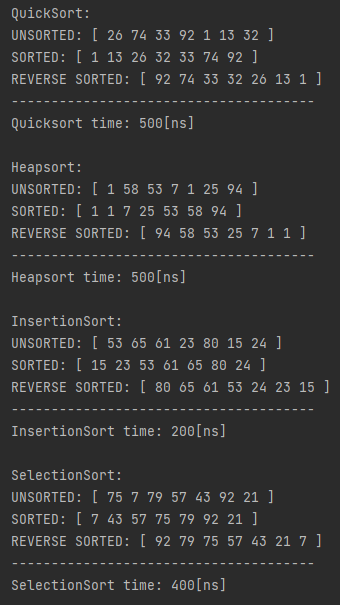 QuickSort:
UNSORTED: [ 26 74 33 92 1 13 32 ]
SORTED: [ 1 13 26 32 33 74 92 ]
REVERSE SORTED: [ 92 74 33 32 26 13 1 ]
--------------------------------------
Quicksort time: 500[ns]

Heapsort:
UNSORTED: [ 1 58 53 7 1 25 94 ]
SORTED: [ 1 1 7 25 53 58 94 ]
REVERSE SORTED: [ 94 58 53 25 7 1 1 ]
--------------------------------------
Heapsort time: 500[ns]

InsertionSort:
UNSORTED: [ 53 65 61 23 80 15 24 ]
SORTED: [ 15 23 53 61 65 80 24 ]
REVERSE SORTED: [ 80 65 61 53 24 23 15 ]
--------------------------------------
InsertionSort time: 200[ns]

SelectionSort:
UNSORTED: [ 75 7 79 57 43 92 21 ]
SORTED: [ 7 43 57 75 79 92 21 ]
REVERSE SORTED: [ 92 79 75 57 43 21 7 ]
--------------------------------------
SelectionSort time: 400[ns]